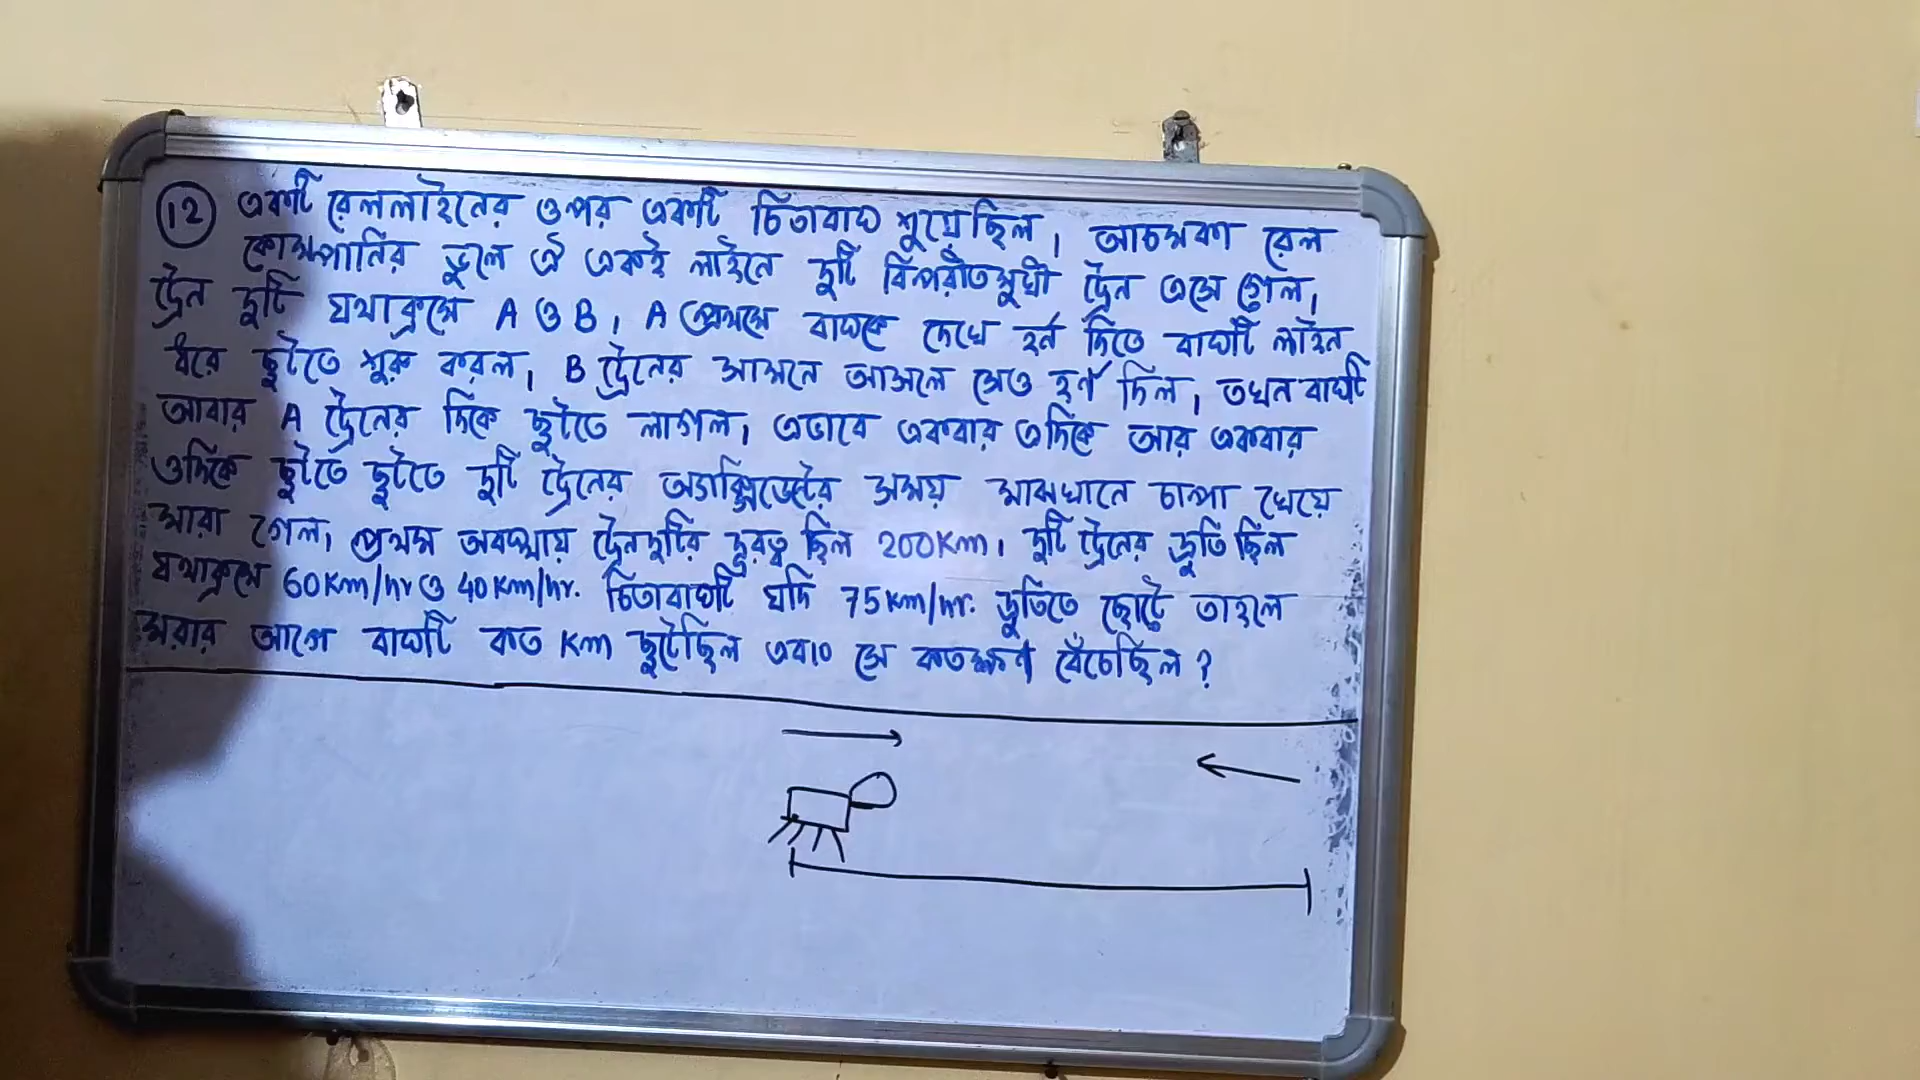 (12) একটি রেললাইনের ওপর একটি চিতাবাঘ শুয়েছিল। আচমকা রেল
কোম্পানির ভুলে ঐ একই লাইনে দুটি বিপরীতমুখী ট্রেন এসে গেল।
ট্রেন দুটি যথাক্রমে A ও B। A প্রথমে বাঘকে দেখে হর্ন দিতে বাঘটি লাইন
ধরে ছুটতে শুরু করল। B ট্রেনের সামনে আসলে সেও হর্ণ দিল। তখন বাঘটি
আবার A ট্রেনের দিকে ছুটতে লাগল। এভাবে একবার এদিকে আর একবার
ওদিকে ছুটতে ছুটতে দুটি ট্রেনের অ্যাক্সিডেন্টের সময় মাঝখানে চাপা খেয়ে
মারা গেল। প্রথম অবস্থায় ট্রেনদুটির দূরত্ব ছিল 200Km। দুটি ট্রেনের দ্রুতি ছিল
যথাক্রমে 60Km/hr ও 40Km/hr. চিতাবাঘটি যদি 75Km/hr. দ্রুতিতে ছোটে তাহলে
মরার আগে বাঘটি কত Km ছুটেছিল এবং সে কতক্ষণ বেঁচেছিল?